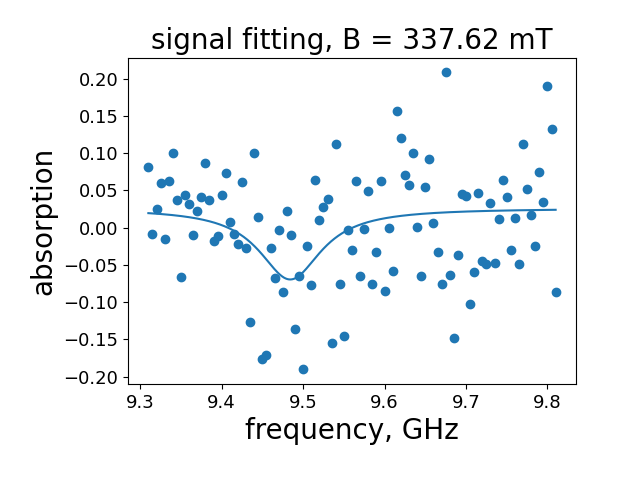 signal fitting, B = 337.62 mT
absorption
0.20
0.15
0.10
0.05
0.00
−0.05
−0.10
−0.15
−0.20
9.3 9.4 9.5 9.6 9.7 9.8
frequency, GHz